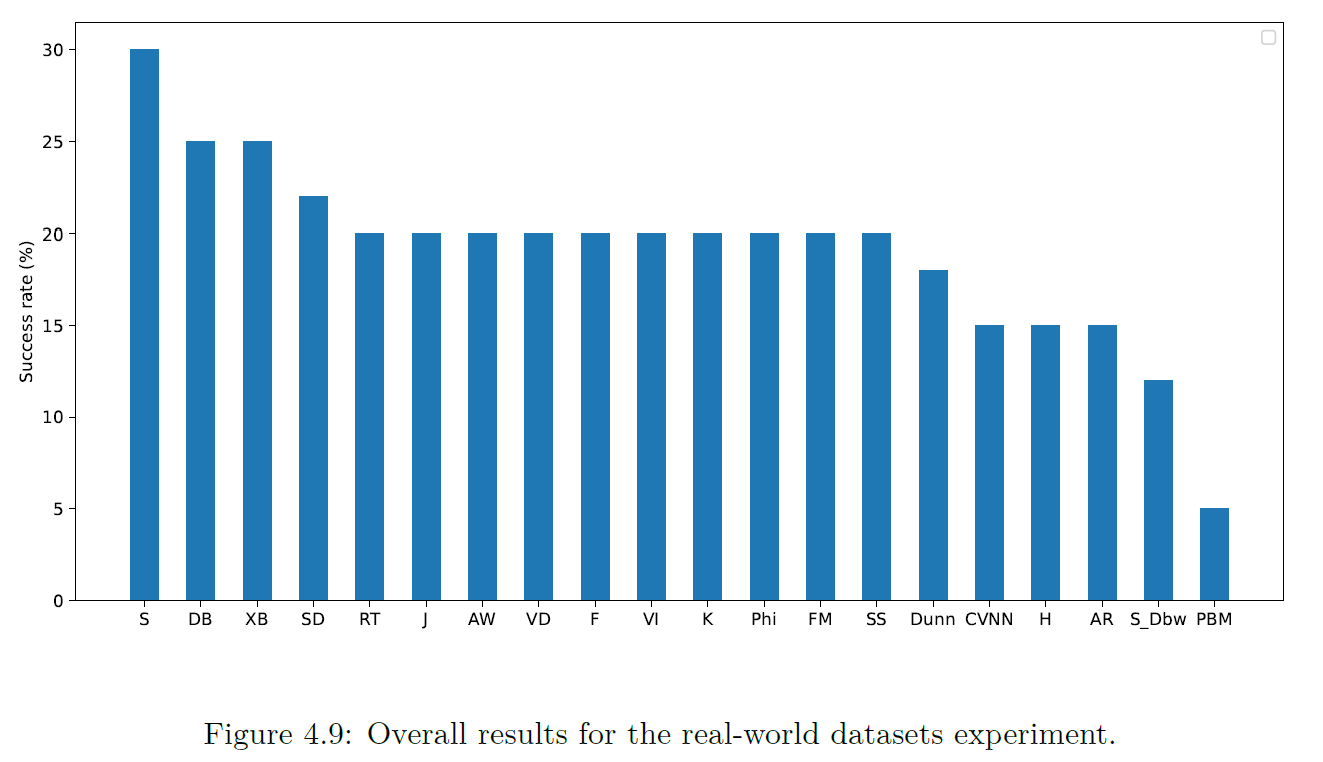 30
25
20
15
10
5
0
Success rate (%)
S DB XB SD RT J AW VD F VI K Phi FM SS Dunn CVNN H AR S_Dbw PBM
Figure 4.9: Overall results for the real-world datasets experiment.